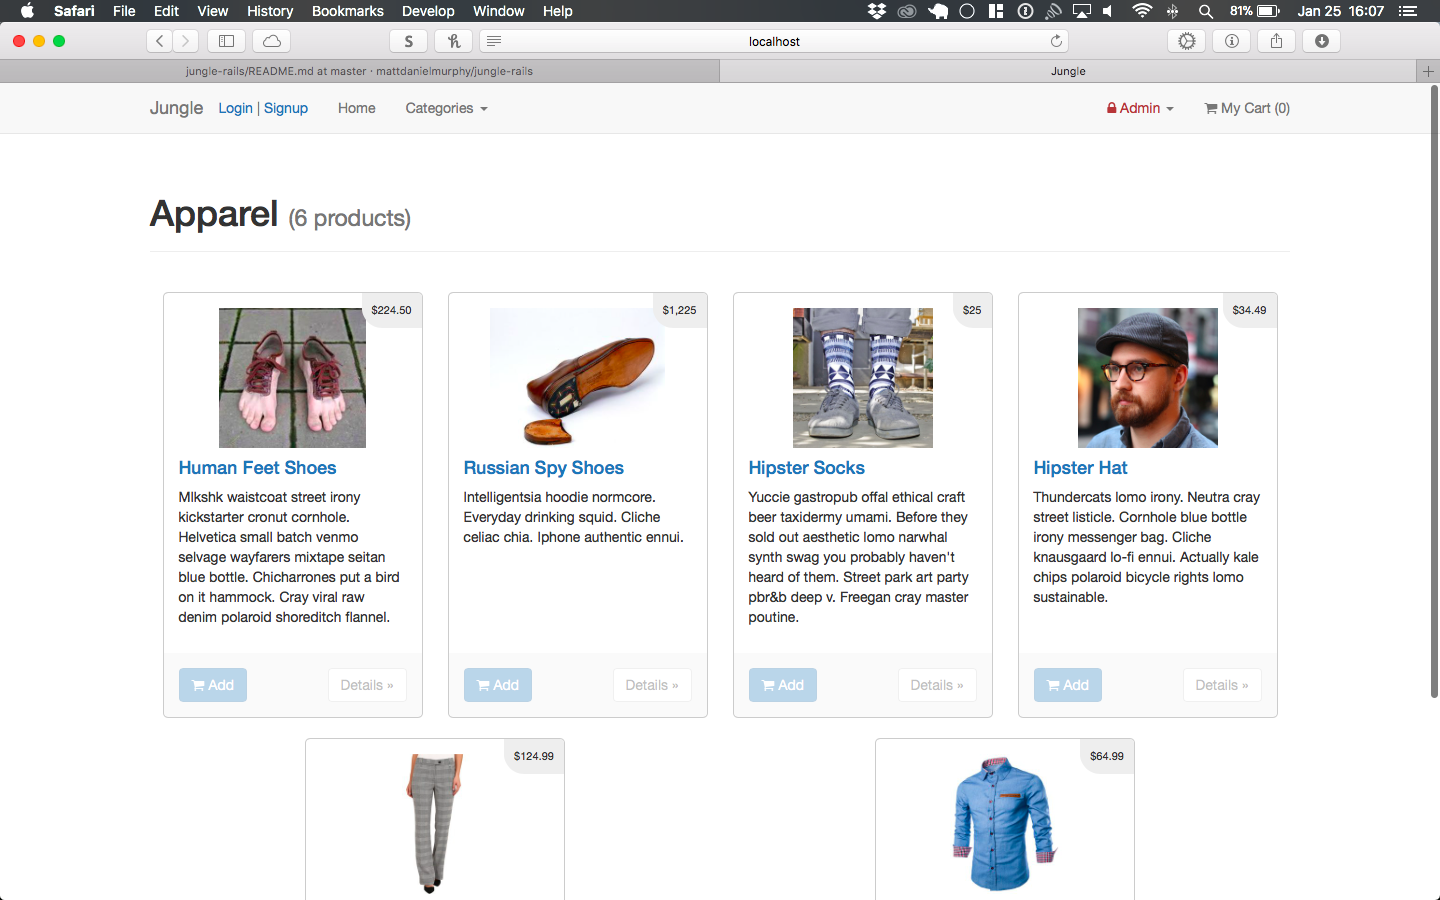 Safari File Edit View History Bookmarks Develop Window Help 81% Jan 25 16:07
S localhost
jungle-rails/README.md at master · mattdanielmurphy/jungle-rails Jungle
Jungle Login | Signup Home Categories Admin My Cart (0)
Apparel (6 products)
$224.50
Human Feet Shoes
Mlkshk waistcoat street irony
kickstarter cronut cornhole.
Helvetica small batch venmo
selvage wayfarers mixtape seitan
blue bottle. Chicharrones put a bird
on it hammock. Cray viral raw
denim polaroid shoreditch flannel.
Add Details »
$1,225
Russian Spy Shoes
Intelligentsia hoodie normcore.
Everyday drinking squid. Cliche
celiac chia. Iphone authentic ennui.
Add Details »
$25
Hipster Socks
Yuccie gastropub offal ethical craft
beer taxidermy umami. Before they
sold out aesthetic lomo narwhal
synth swag you probably haven't
heard of them. Street park art party
pbr&b deep v. Freegan cray master
poutine.
Add Details »
$34.49
Hipster Hat
Thundercats lomo irony. Neutra cray
street listicle. Cornhole blue bottle
irony messenger bag. Cliche
knausgaard lo-fi ennui. Actually kale
chips polaroid bicycle rights lomo
sustainable.
Add Details »
$124.99
$64.99